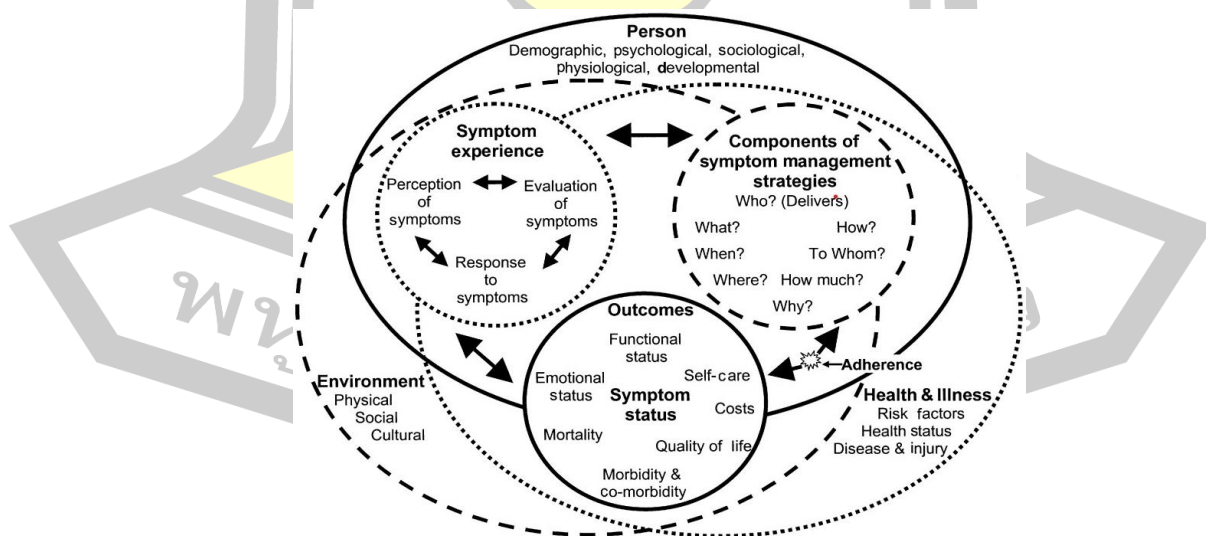 Person
Demographic, psychological, sociological,
physiological, developmental
Symptom
experience
Perception
of
symptoms
Evaluation
of
symptoms
Response
to
symptoms
Components of
symptom management
strategies
Who? (Delivers)
What?
How?
When?
To Whom?
Where?
How much?
Why?
Outcomes
Functional
status
Emotional
status
Self-care
Symptom
status
Costs
Mortality
Quality of life
Morbidity &
co-morbidity
Adherence
Environment
Physical
Social
Cultural
Health & Illness
Risk factors
Health status
Disease & injury